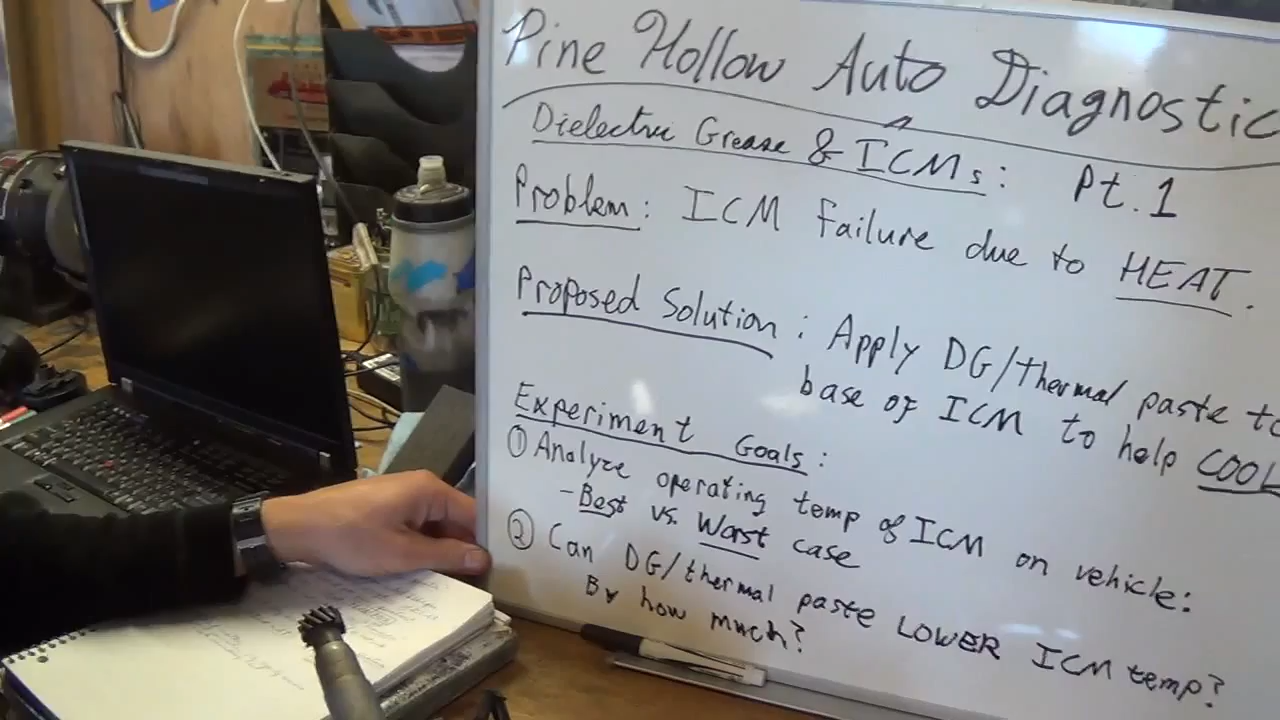 Pine Hollow Auto Diagnostic
Dielectric Grease & ICMs: Pt. 1
Problem: ICM Failure due to HEAT.
Proposed Solution: Apply DG/thermal paste to
base of ICM to help COOL
Experiment Goals:
① Analyze operating temp of ICM on vehicle:
- Best vs. Worst case
② Can DG/thermal paste LOWER ICM temp?
By how much?